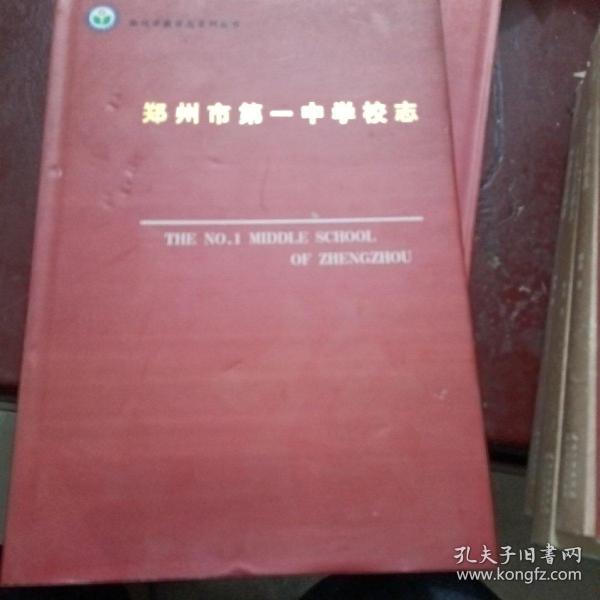 郑州市第一中学校志
THE NO.1 MIDDLE SCHOOL
OF ZHENGZHOU
孔夫子旧书网
www.kongfz.com